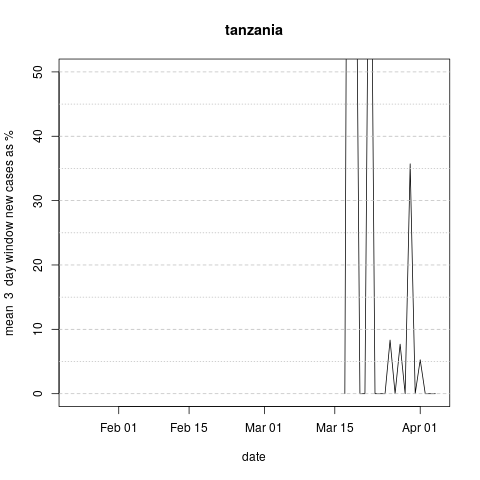 tanzania
mean  3  day window new cases as %
50
40
30
20
10
0
Feb 01
Feb 15
Mar 01
Mar 15
Apr 01
date